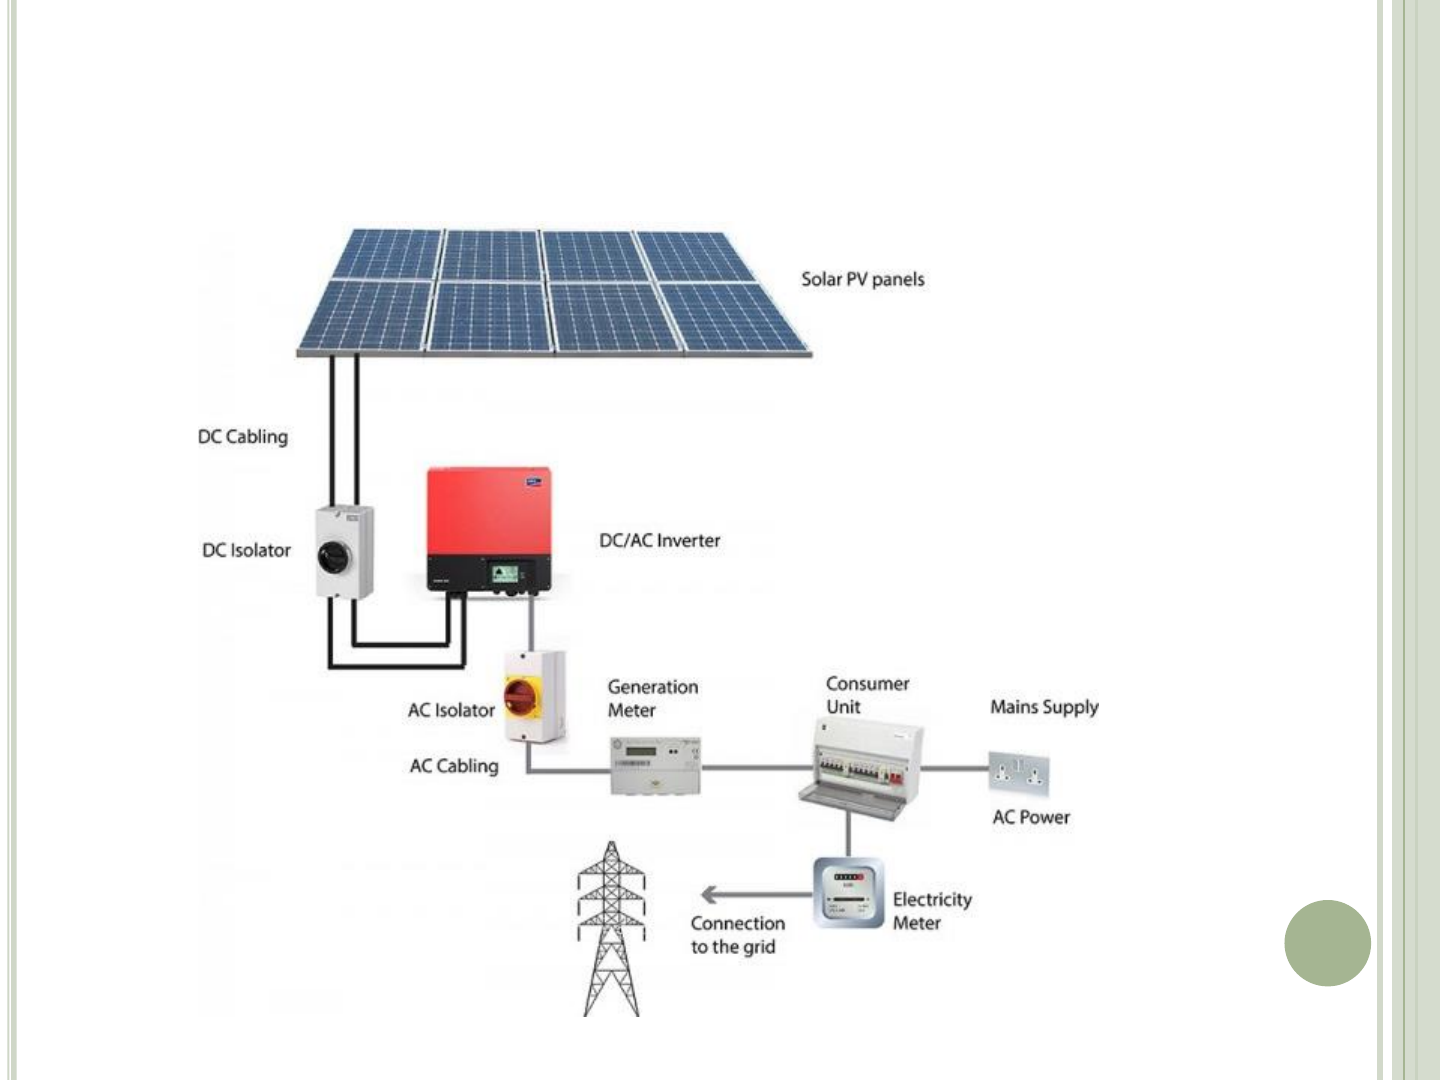 Solar PV panels
DC Cabling
DC Isolator
DC/AC Inverter
AC Isolator
AC Cabling
Generation
Meter
Consumer
Unit
Mains Supply
AC Power
Electricity
Meter
Connection
to the grid